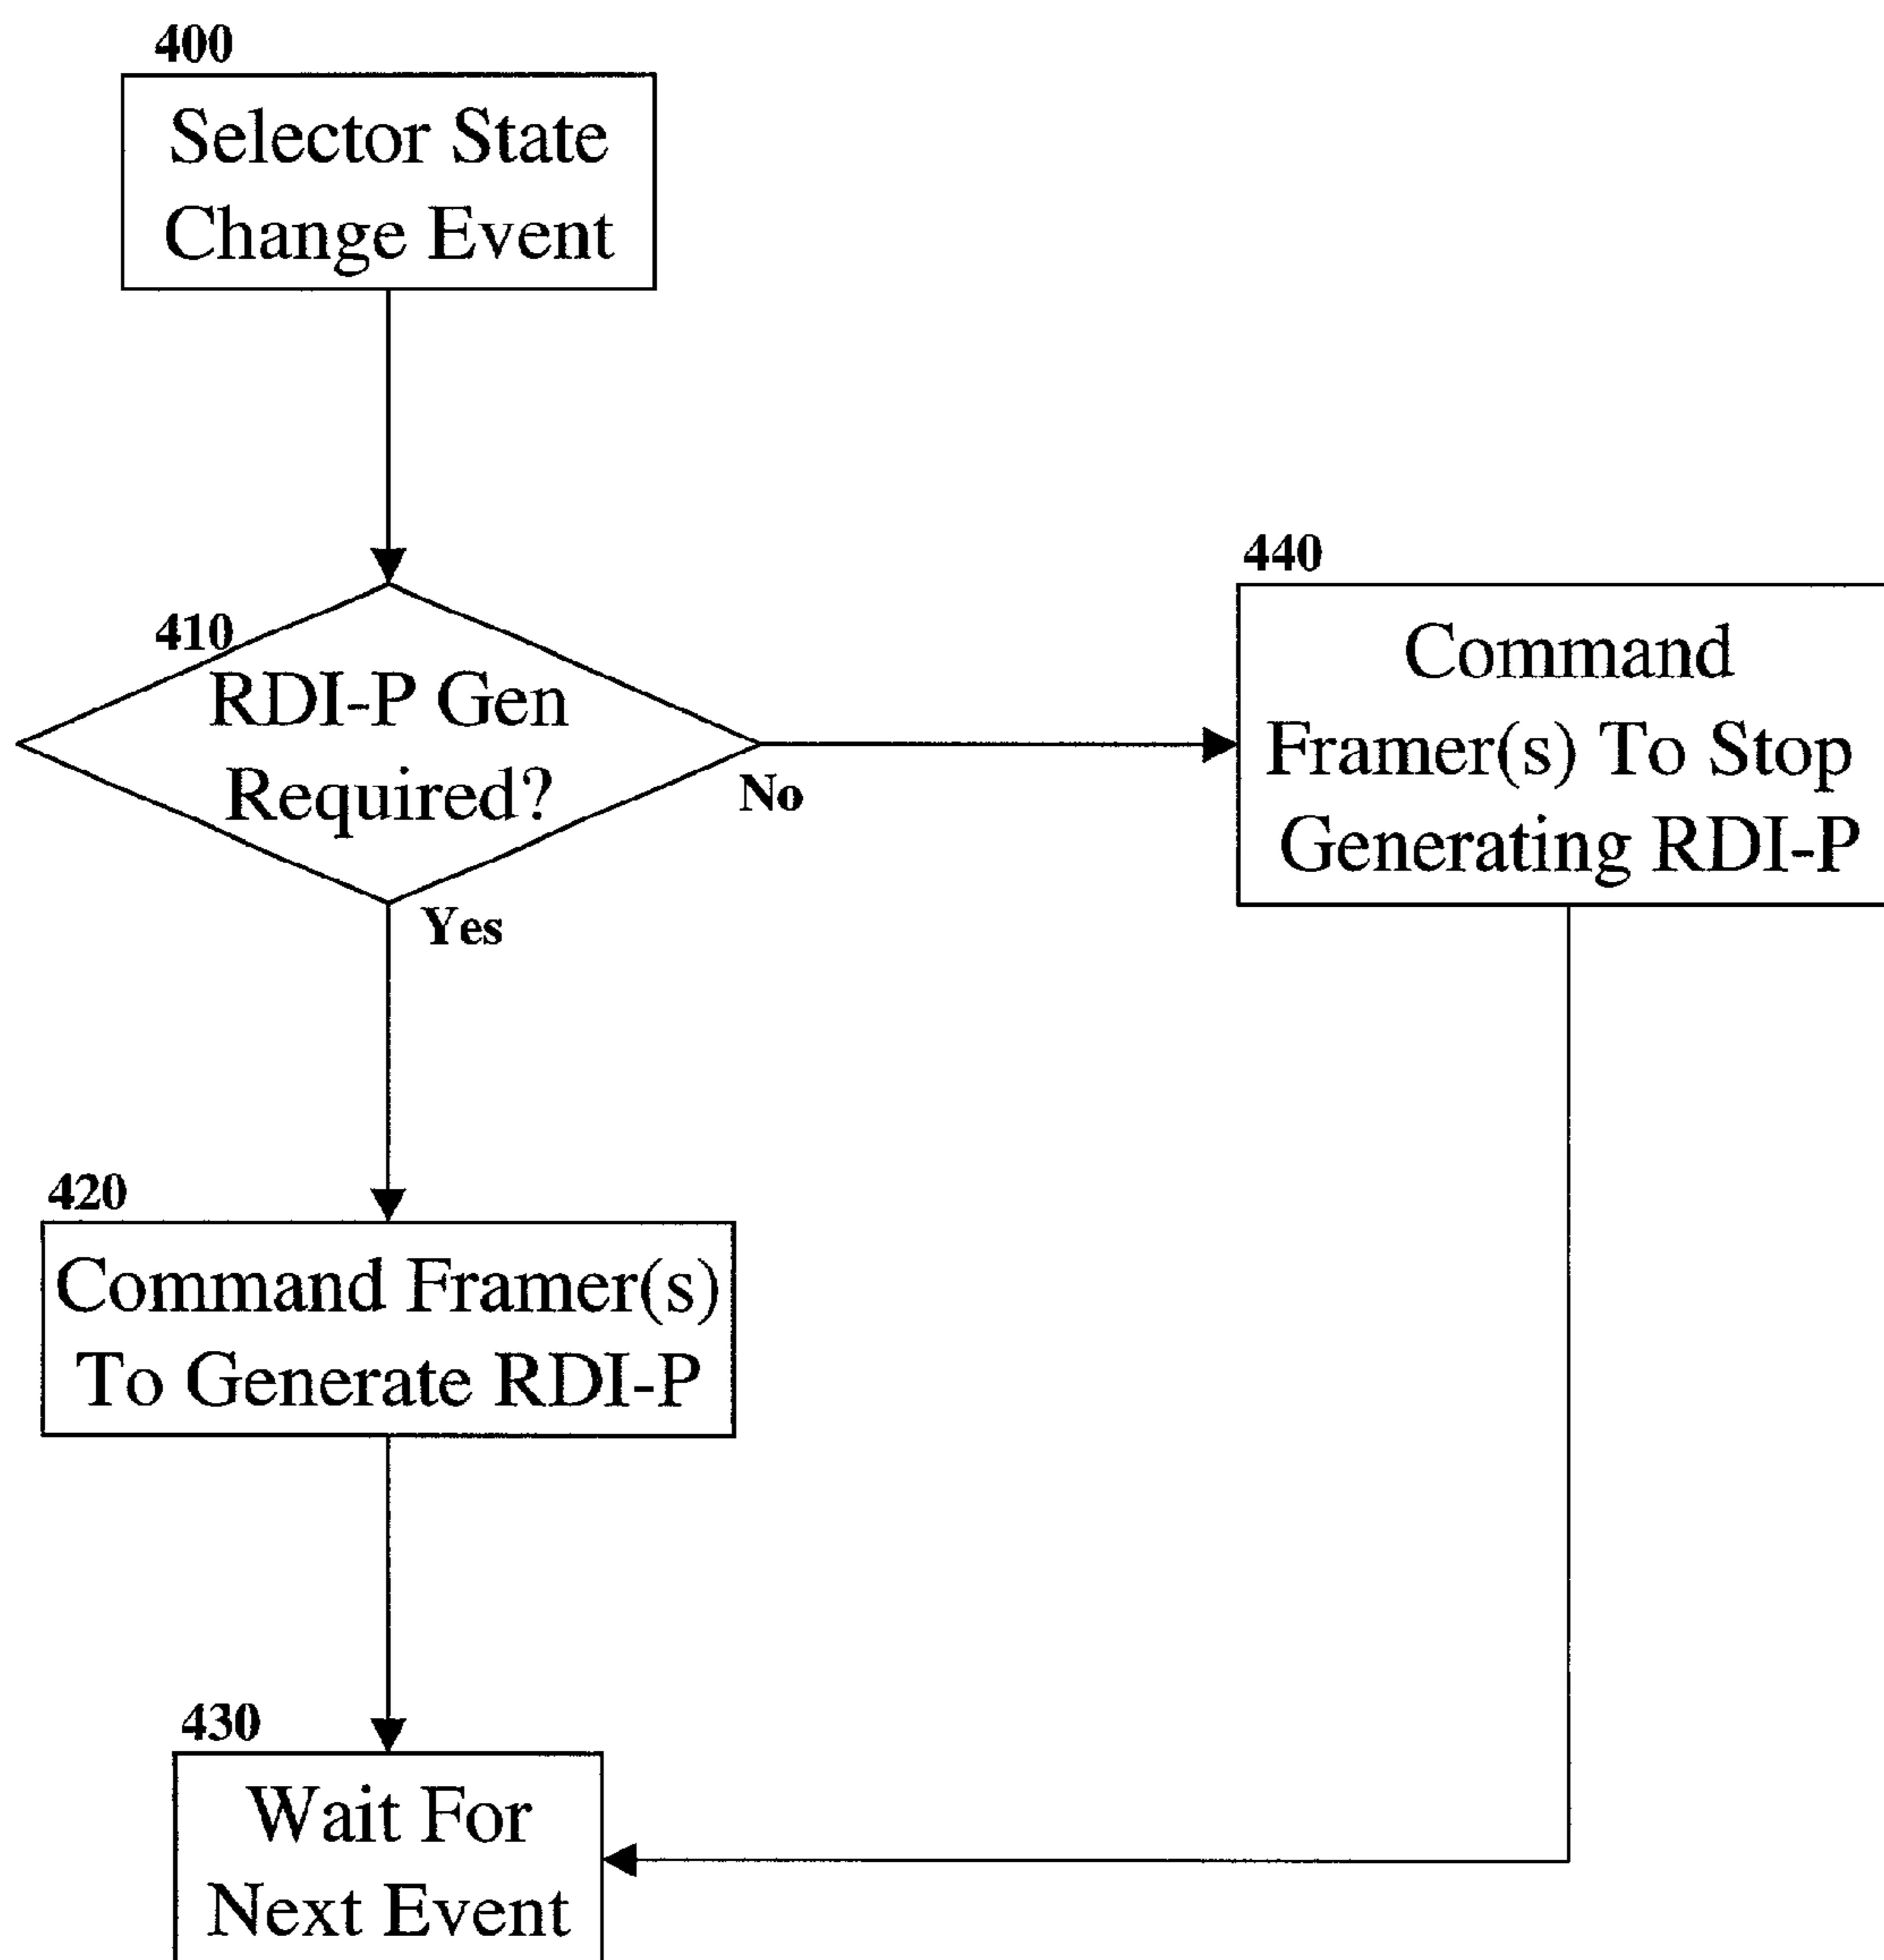 400
Selector State
Change Event
410
RDI-P Gen
Required?
No
Yes
440
Command
Framer(s) To Stop
Generating RDI-P
420
Command Framer(s)
To Generate RDI-P
430
Wait For
Next Event